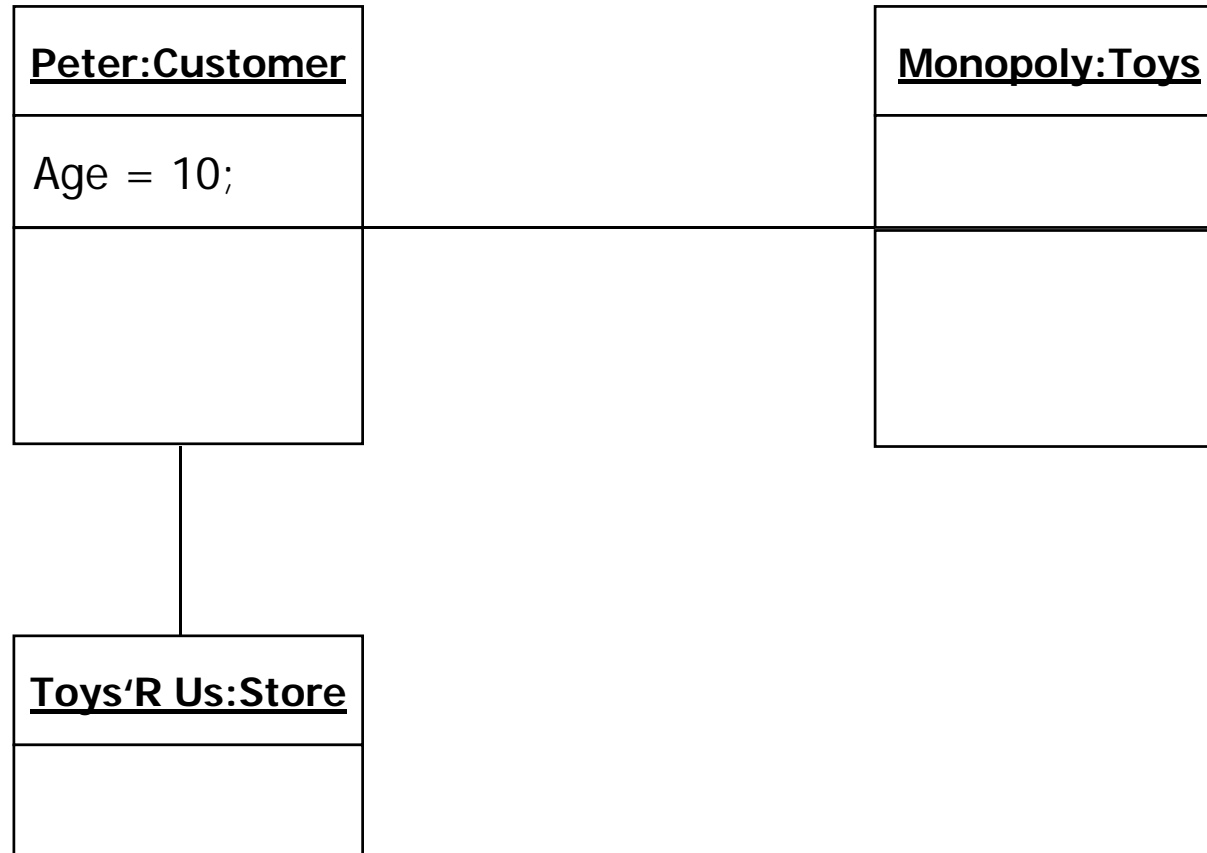 Peter:Customer
Monopoly:Toys
Age = 10;
Toys‘R Us:Store